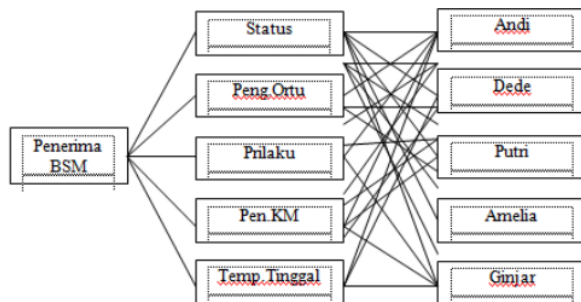 Status
Andi
Peng.Ortu
Dede
Penerima
BSM
Prilaku
Putri
Pen.KM
Amelia
Temp.Tinggal
Ginjar